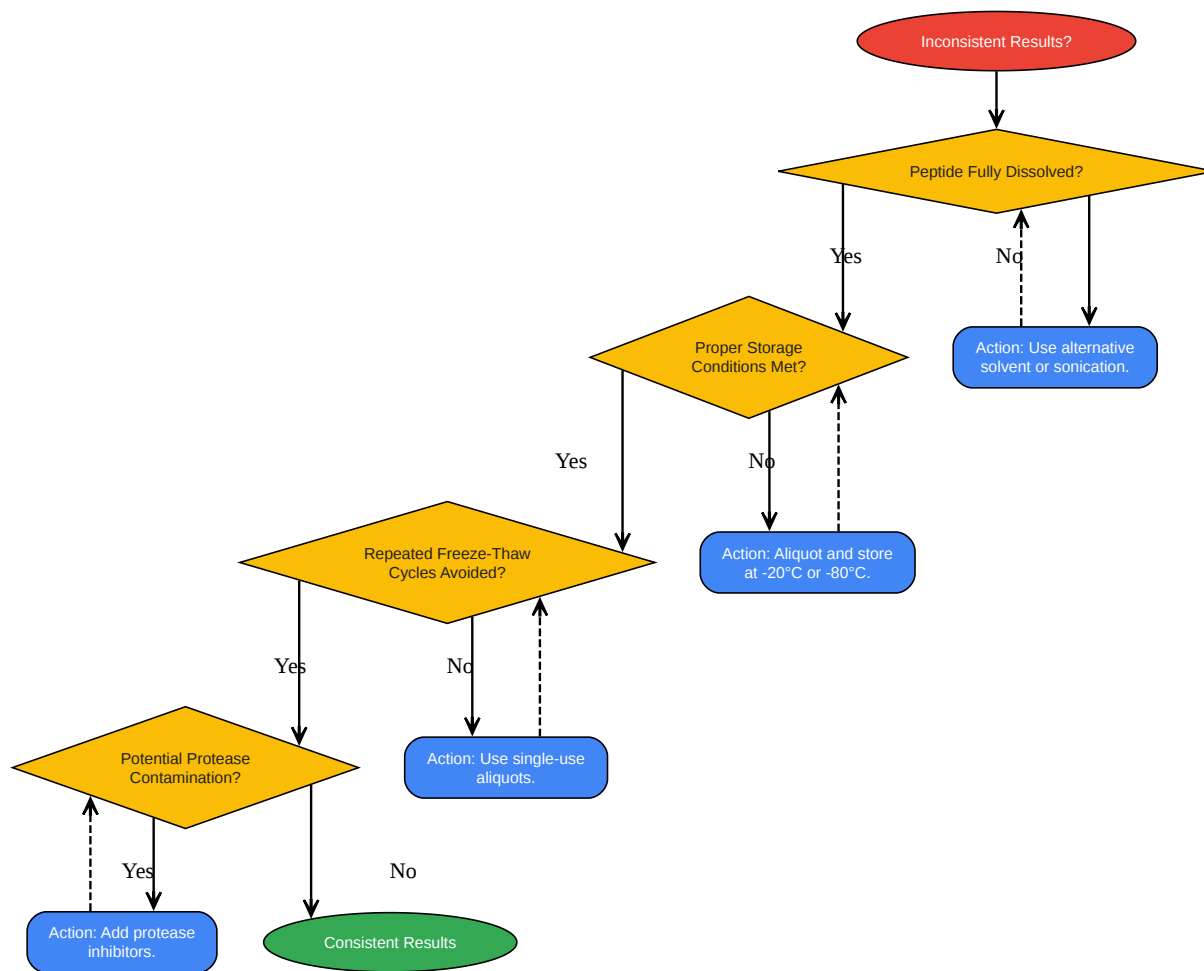 Inconsistent Results?
Peptide Fully Dissolved?
Yes
No
Proper Storage
Conditions Met?
Action: Use alternative
solvent or sonication.
Yes
No
Repeated Freeze-Thaw
Cycles Avoided?
Action: Aliquot and store
at -20°C or -80°C.
Yes
No
Potential Protease
Contamination?
Action: Use single-use
aliquots.
Yes
No
Action: Add protease
inhibitors.
Consistent Results